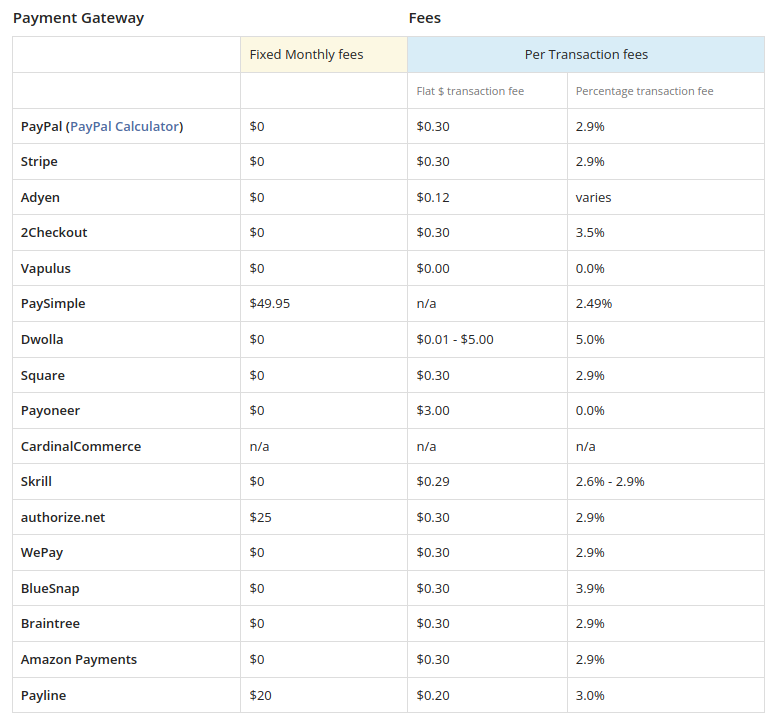 Payment Gateway Fees
Fixed Monthly fees Per Transaction fees
Flat $ transaction fee Percentage transaction fee
PayPal (PayPal Calculator) $0 $0.30 2.9%
Stripe $0 $0.30 2.9%
Adyen $0 $0.12 varies
2Checkout $0 $0.30 3.5%
Vapulus $0 $0.00 0.0%
PaySimple $49.95 n/a 2.49%
Dwolla $0 $0.01 - $5.00 5.0%
Square $0 $0.30 2.9%
Payoneer $0 $3.00 0.0%
CardinalCommerce n/a n/a n/a
Skrill $0 $0.29 2.6% - 2.9%
authorize.net $25 $0.30 2.9%
WePay $0 $0.30 2.9%
BlueSnap $0 $0.30 3.9%
Braintree $0 $0.30 2.9%
Amazon Payments $0 $0.30 2.9%
Payline $20 $0.20 3.0%